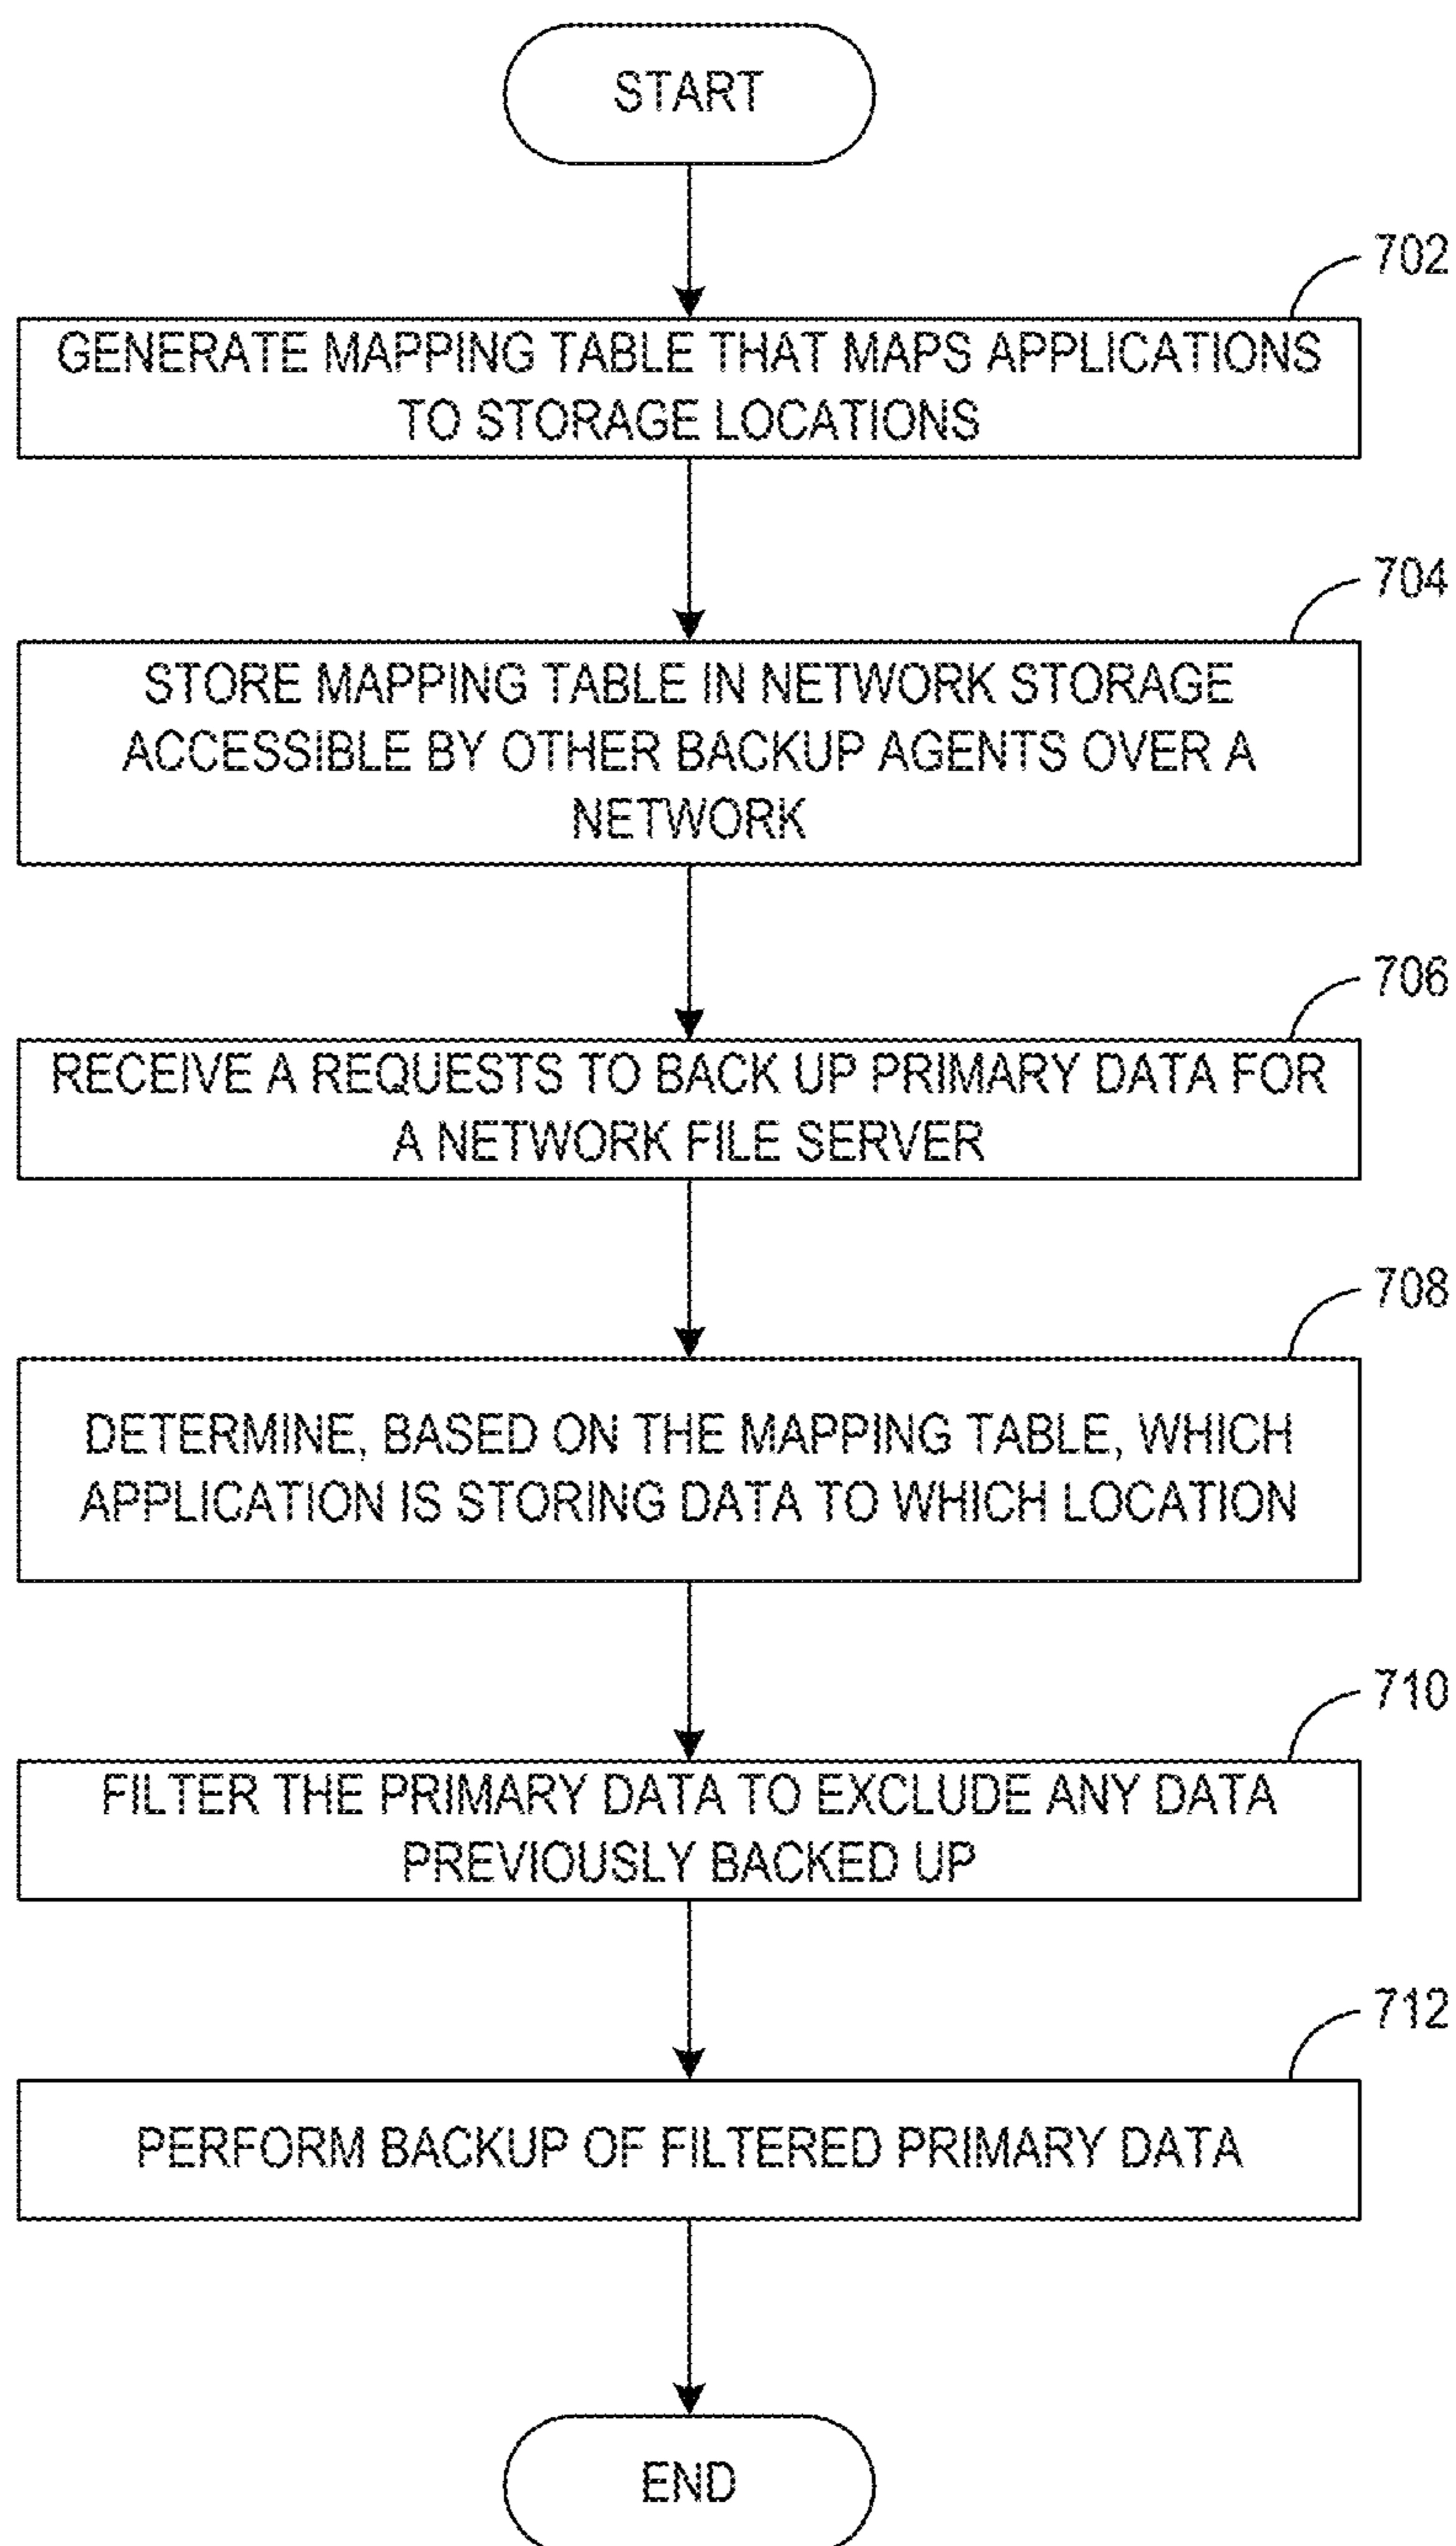 START
702
GENERATE MAPPING TABLE THAT MAPS APPLICATIONS
TO STORAGE LOCATIONS
704
STORE MAPPING TABLE IN NETWORK STORAGE
ACCESSIBLE BY OTHER BACKUP AGENTS OVER A
NETWORK
706
RECEIVE A REQUESTS TO BACK UP PRIMARY DATA FOR
A NETWORK FILE SERVER
708
DETERMINE, BASED ON THE MAPPING TABLE, WHICH
APPLICATION IS STORING DATA TO WHICH LOCATION
710
FILTER THE PRIMARY DATA TO EXCLUDE ANY DATA
PREVIOUSLY BACKED UP
712
PERFORM BACKUP OF FILTERED PRIMARY DATA
END